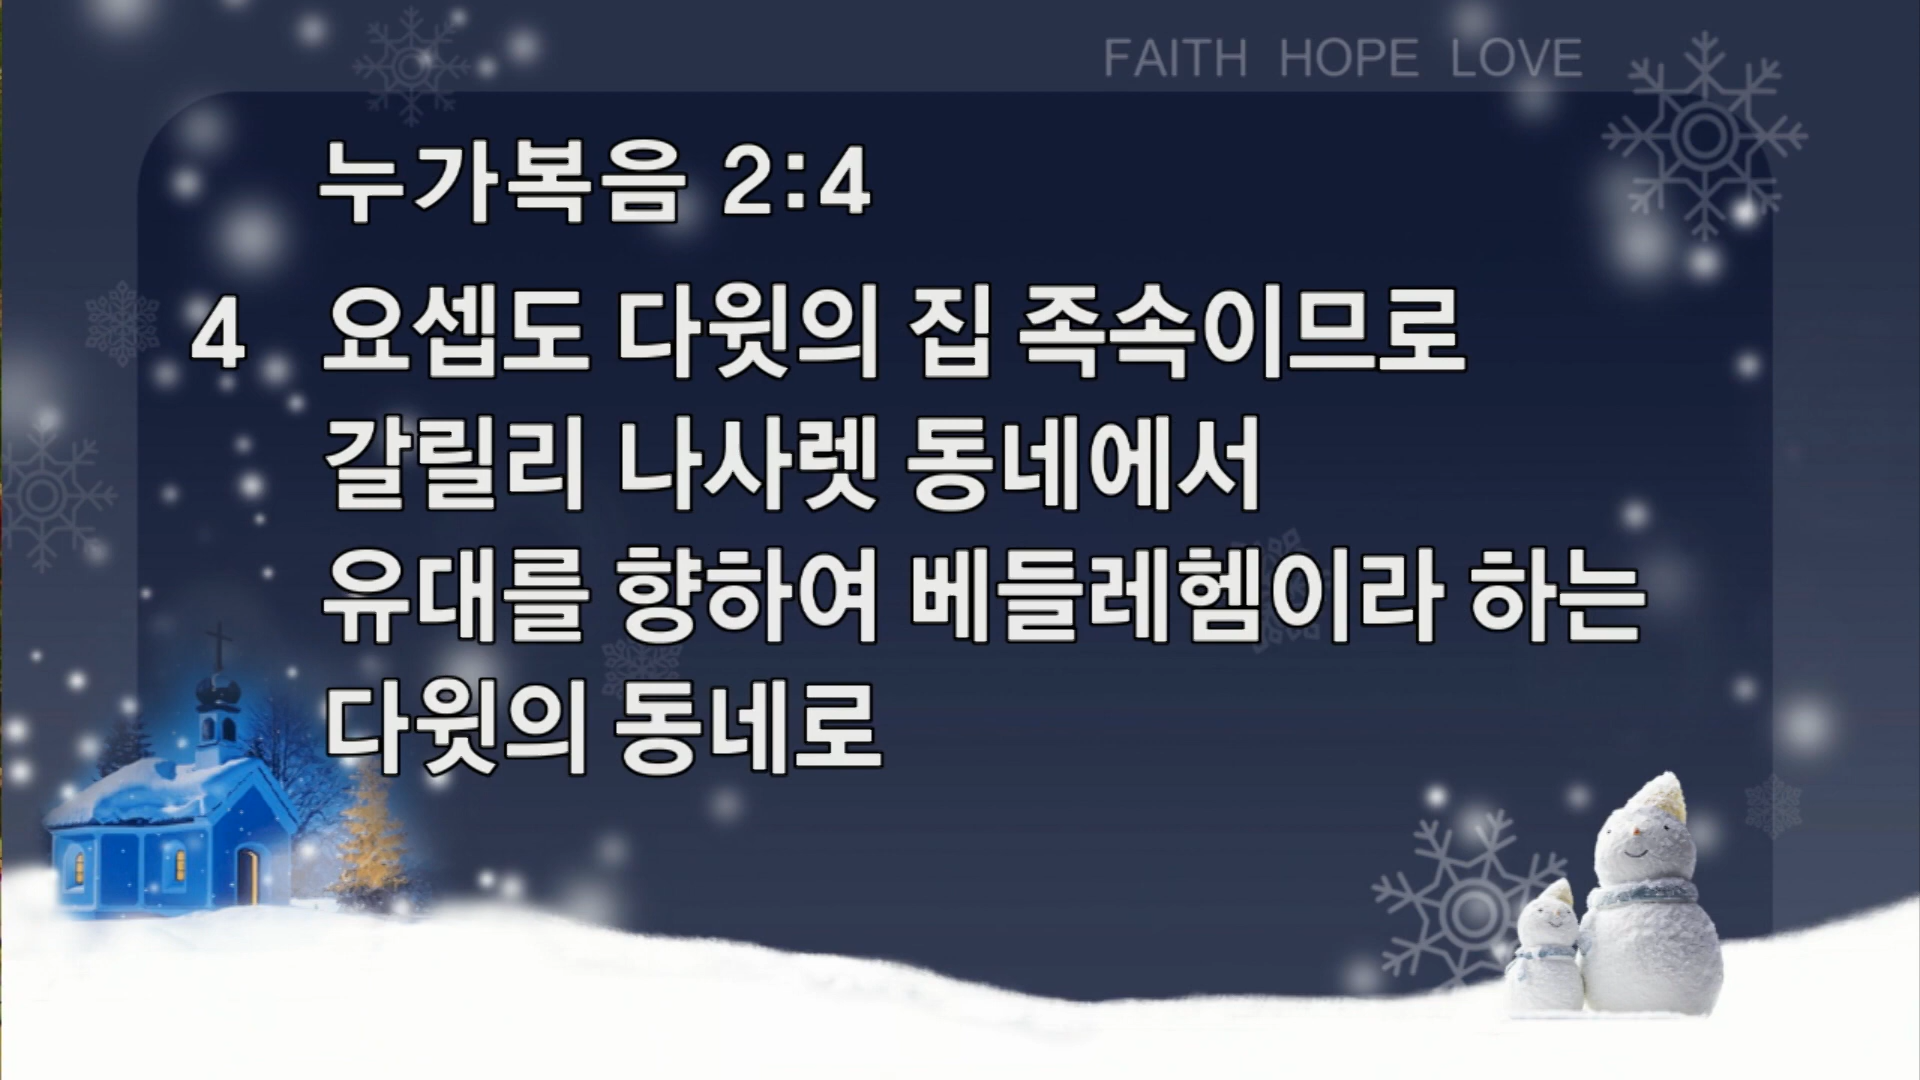 FAITH HOPE LOVE
누가복음 2:4
4 요셉도 다윗의 집 족속이므로
갈릴리 나사렛 동네에서
유대를 향하여 베들레헴이라 하는
다윗의 동네로